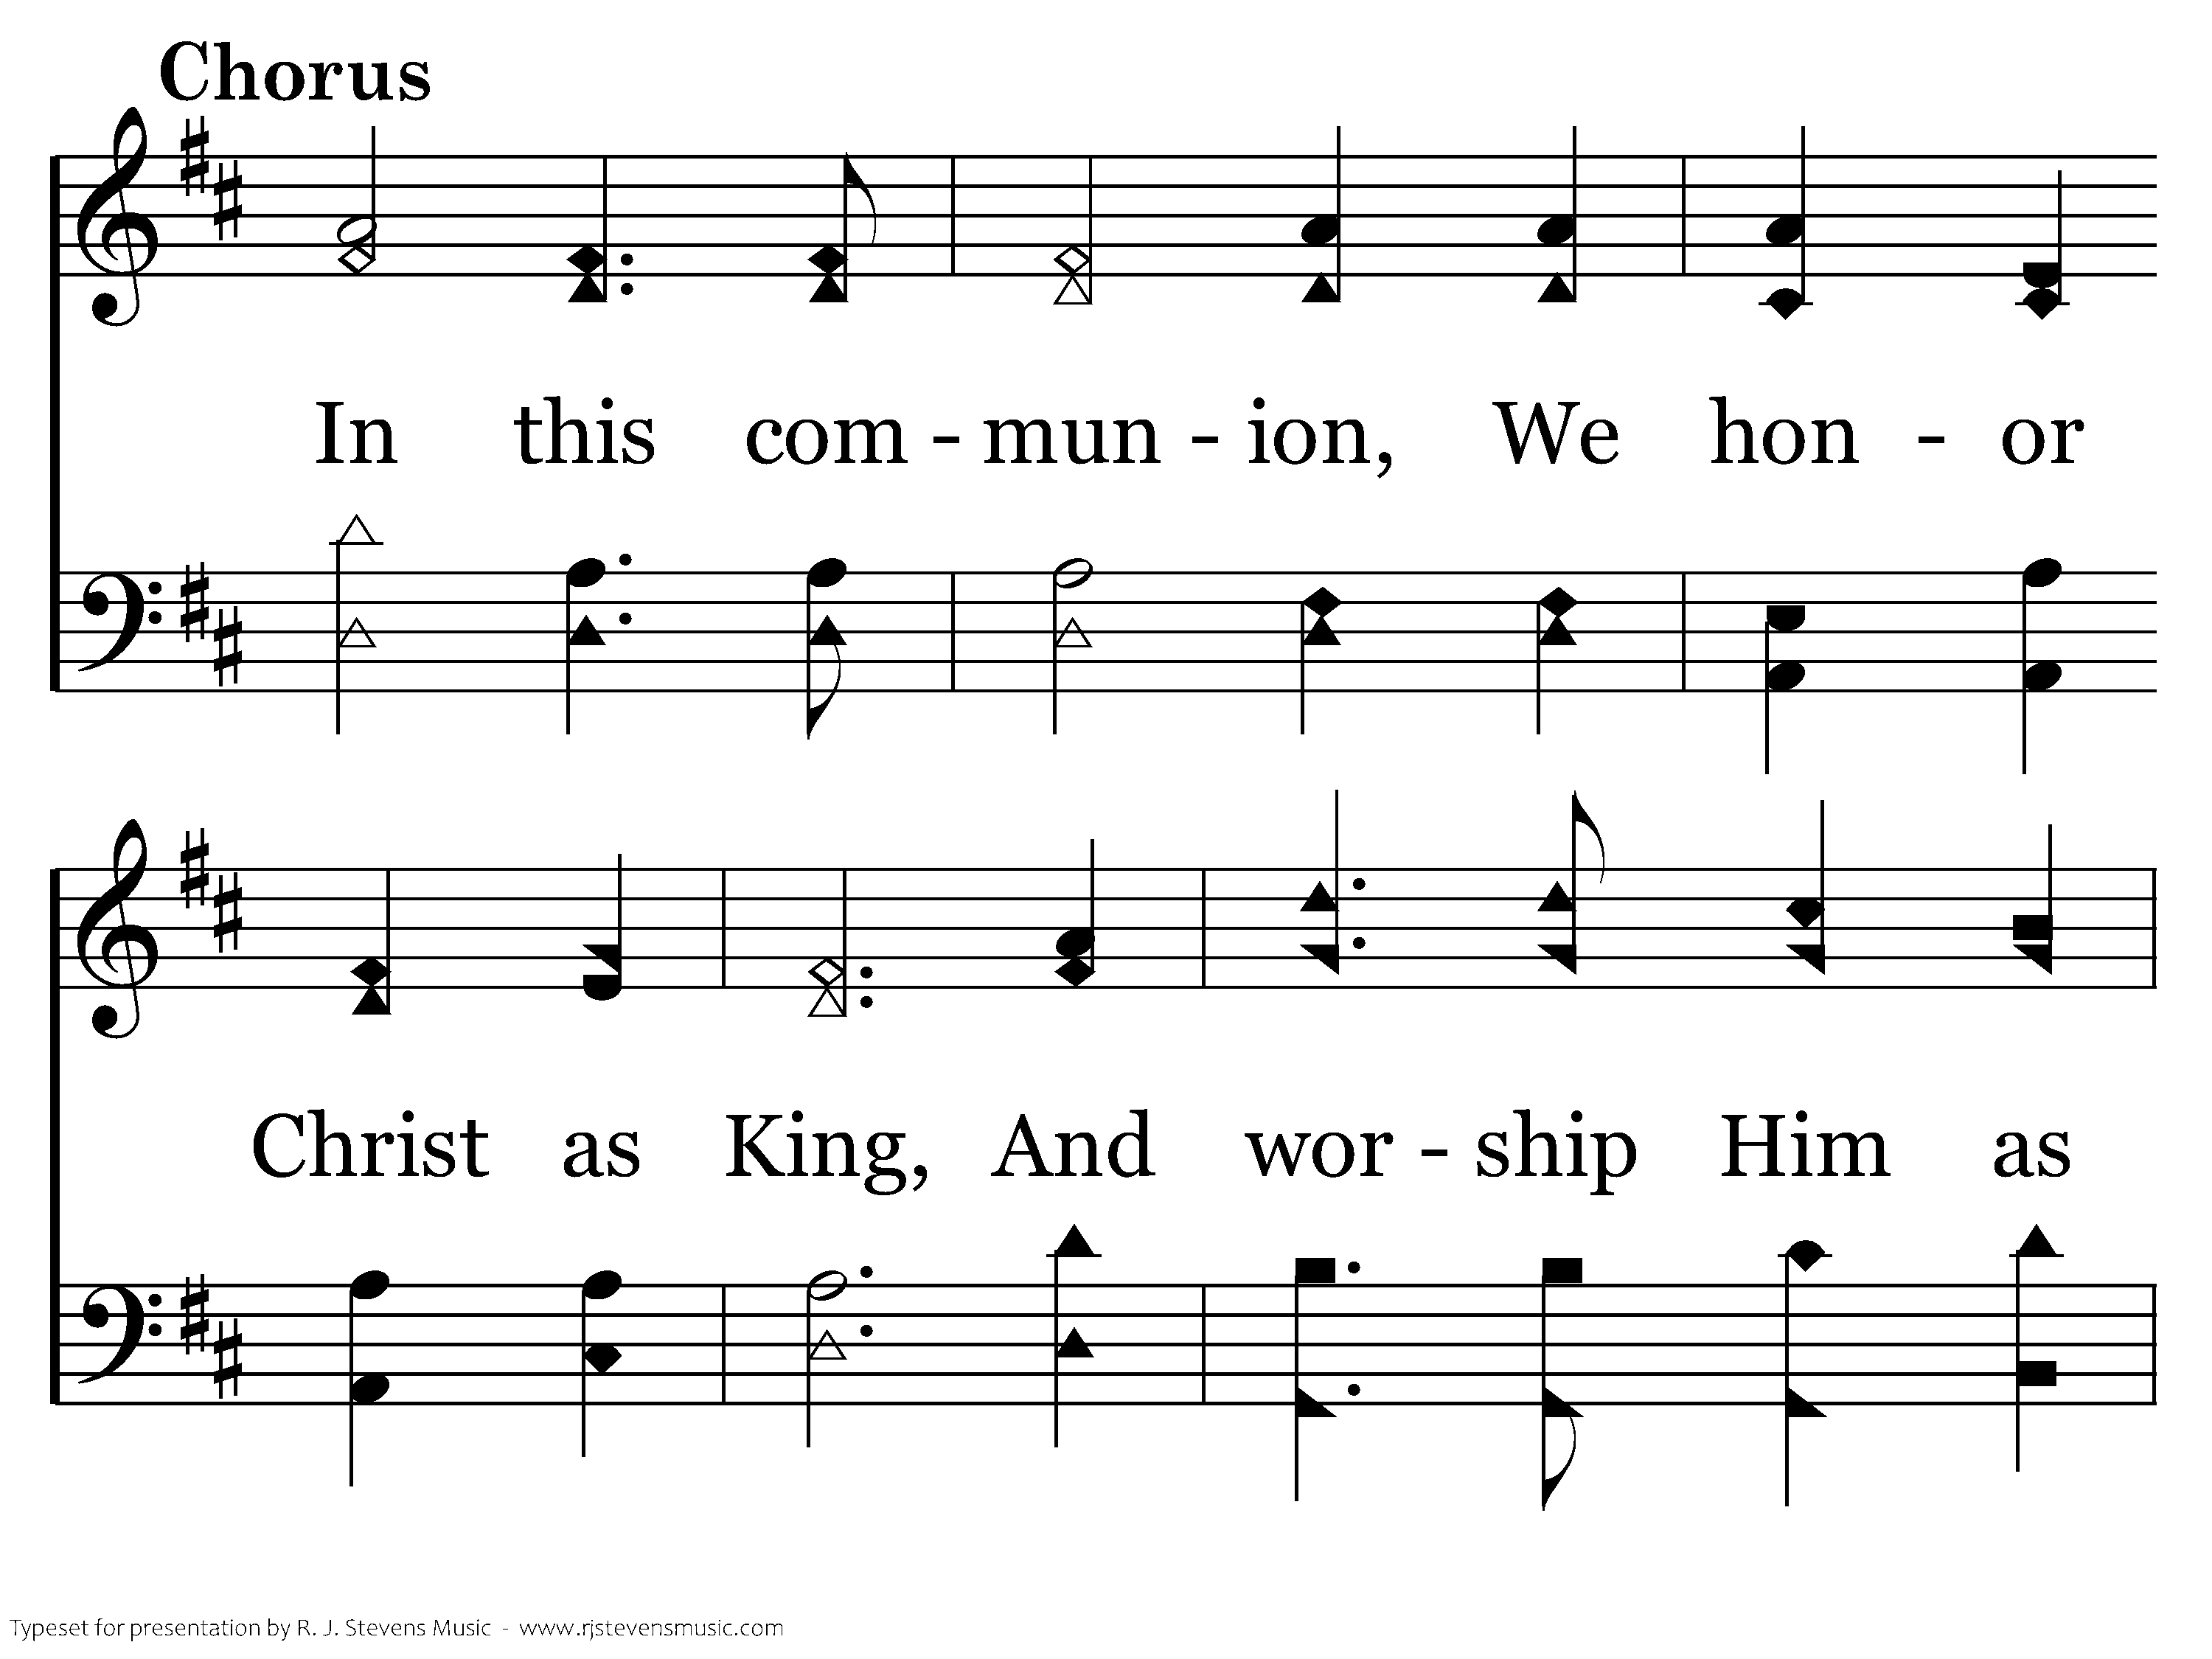 Chorus
In this com - mun - ion, We hon - or
Christ as King, And wor - ship Him as
Typeset for presentation by R. J. Stevens Music - www.rjstevensmusic.com